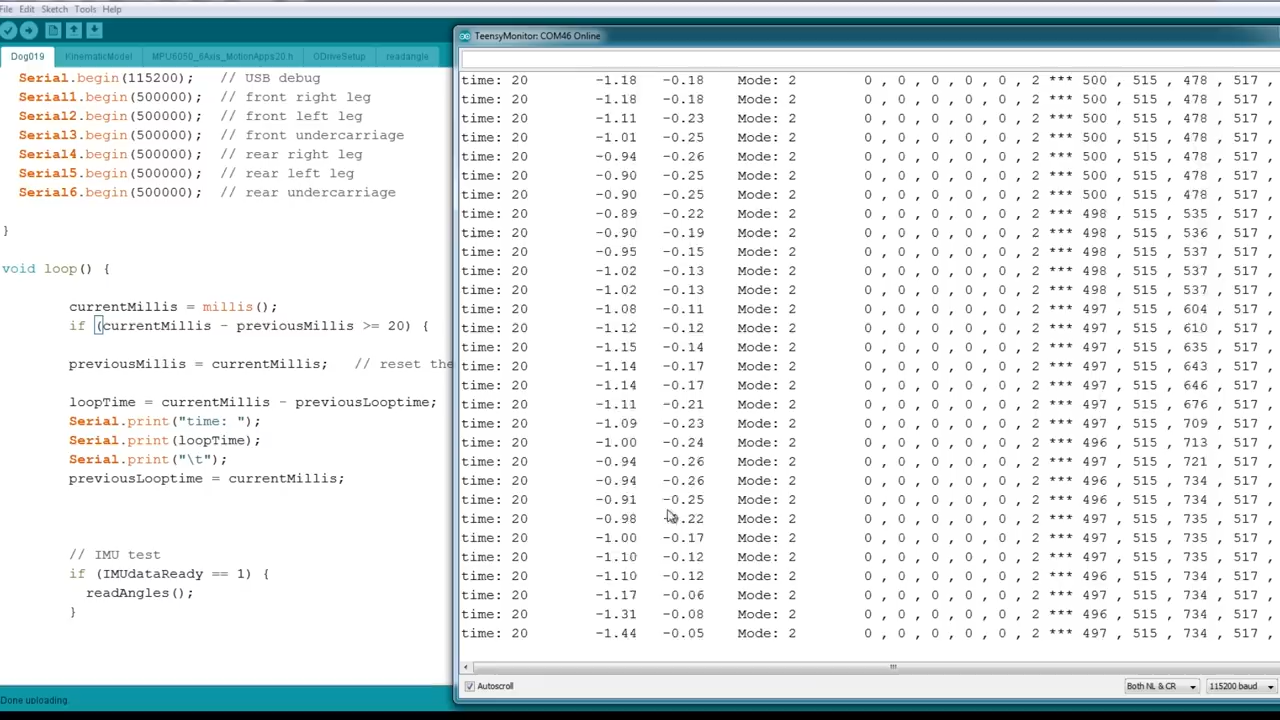 File Edit Sketch Tools Help
Dog019 KinematicModel MPU6050_6Axis_MotionApps20.h ODriveSetup readangle
Serial.begin(115200); // USB debug
Serial1.begin(500000); // front right leg
Serial2.begin(500000); // front left leg
Serial3.begin(500000); // front undercarriage
Serial4.begin(500000); // rear right leg
Serial5.begin(500000); // rear left leg
Serial6.begin(500000); // rear undercarriage
}
void loop() {
currentMillis = millis();
if (currentMillis - previousMillis >= 20) {
previousMillis = currentMillis; // reset the
loopTime = currentMillis - previousLooptime;
Serial.print("time: ");
Serial.print(loopTime);
Serial.print("\t");
previousLooptime = currentMillis;
// IMU test
if (IMUdataReady == 1) {
readAngles();
}
Done uploading.
TeensyMonitor: COM46 Online
time: 20 -1.18 -0.18 Mode: 2 0 , 0 , 0 , 0 , 0 , 2 *** 500 , 515 , 478 , 517 ,
time: 20 -1.18 -0.18 Mode: 2 0 , 0 , 0 , 0 , 0 , 2 *** 500 , 515 , 478 , 517 ,
time: 20 -1.11 -0.23 Mode: 2 0 , 0 , 0 , 0 , 0 , 2 *** 500 , 515 , 478 , 517 ,
time: 20 -1.01 -0.25 Mode: 2 0 , 0 , 0 , 0 , 0 , 2 *** 500 , 515 , 478 , 517 ,
time: 20 -0.94 -0.26 Mode: 2 0 , 0 , 0 , 0 , 0 , 2 *** 500 , 515 , 478 , 517 ,
time: 20 -0.90 -0.25 Mode: 2 0 , 0 , 0 , 0 , 0 , 2 *** 500 , 515 , 478 , 517 ,
time: 20 -0.90 -0.25 Mode: 2 0 , 0 , 0 , 0 , 0 , 2 *** 500 , 515 , 478 , 517 ,
time: 20 -0.89 -0.22 Mode: 2 0 , 0 , 0 , 0 , 0 , 2 *** 498 , 515 , 535 , 517 ,
time: 20 -0.90 -0.19 Mode: 2 0 , 0 , 0 , 0 , 0 , 2 *** 498 , 515 , 536 , 517 ,
time: 20 -0.95 -0.15 Mode: 2 0 , 0 , 0 , 0 , 0 , 2 *** 498 , 515 , 537 , 517 ,
time: 20 -1.02 -0.13 Mode: 2 0 , 0 , 0 , 0 , 0 , 2 *** 498 , 515 , 537 , 517 ,
time: 20 -1.02 -0.13 Mode: 2 0 , 0 , 0 , 0 , 0 , 2 *** 498 , 515 , 537 , 517 ,
time: 20 -1.08 -0.11 Mode: 2 0 , 0 , 0 , 0 , 0 , 2 *** 497 , 515 , 604 , 517 ,
time: 20 -1.12 -0.12 Mode: 2 0 , 0 , 0 , 0 , 0 , 2 *** 497 , 515 , 610 , 517 ,
time: 20 -1.15 -0.14 Mode: 2 0 , 0 , 0 , 0 , 0 , 2 *** 497 , 515 , 635 , 517 ,
time: 20 -1.14 -0.17 Mode: 2 0 , 0 , 0 , 0 , 0 , 2 *** 497 , 515 , 643 , 517 ,
time: 20 -1.14 -0.17 Mode: 2 0 , 0 , 0 , 0 , 0 , 2 *** 497 , 515 , 646 , 517 ,
time: 20 -1.11 -0.21 Mode: 2 0 , 0 , 0 , 0 , 0 , 2 *** 497 , 515 , 676 , 517 ,
time: 20 -1.09 -0.23 Mode: 2 0 , 0 , 0 , 0 , 0 , 2 *** 497 , 515 , 709 , 517 ,
time: 20 -1.00 -0.24 Mode: 2 0 , 0 , 0 , 0 , 0 , 2 *** 496 , 515 , 713 , 517 ,
time: 20 -0.94 -0.26 Mode: 2 0 , 0 , 0 , 0 , 0 , 2 *** 497 , 515 , 721 , 517 ,
time: 20 -0.94 -0.26 Mode: 2 0 , 0 , 0 , 0 , 0 , 2 *** 496 , 515 , 734 , 517 ,
time: 20 -0.91 -0.25 Mode: 2 0 , 0 , 0 , 0 , 0 , 2 *** 496 , 515 , 734 , 517 ,
time: 20 -0.98 -0.22 Mode: 2 0 , 0 , 0 , 0 , 0 , 2 *** 497 , 515 , 735 , 517 ,
time: 20 -1.00 -0.17 Mode: 2 0 , 0 , 0 , 0 , 0 , 2 *** 497 , 515 , 735 , 517 ,
time: 20 -1.10 -0.12 Mode: 2 0 , 0 , 0 , 0 , 0 , 2 *** 497 , 515 , 735 , 517 ,
time: 20 -1.10 -0.12 Mode: 2 0 , 0 , 0 , 0 , 0 , 2 *** 496 , 515 , 734 , 517 ,
time: 20 -1.17 -0.06 Mode: 2 0 , 0 , 0 , 0 , 0 , 2 *** 497 , 515 , 734 , 517 ,
time: 20 -1.31 -0.08 Mode: 2 0 , 0 , 0 , 0 , 0 , 2 *** 496 , 515 , 734 , 517 ,
time: 20 -1.44 -0.05 Mode: 2 0 , 0 , 0 , 0 , 0 , 2 *** 497 , 515 , 734 , 517 ,
Autoscroll Both NL & CR 115200 baud